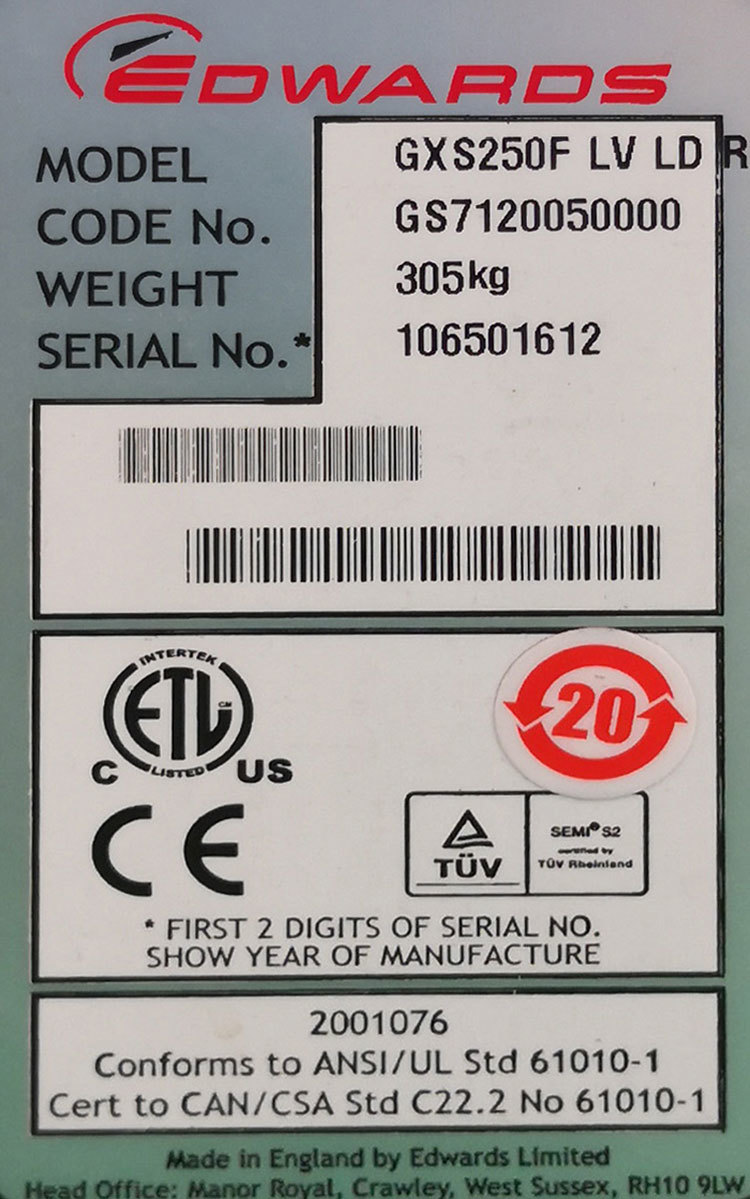 EDWARDS
MODEL GXS250F LV LD R
CODE No. GS7120050000
WEIGHT 305kg
SERIAL No.* 106501612
INTERTEK
ETL CM
LISTED
C US
20
CE
TÜV
SEMI® S2
certified by
TÜV Rheinland
* FIRST 2 DIGITS OF SERIAL NO.
SHOW YEAR OF MANUFACTURE
2001076
Conforms to ANSI/UL Std 61010-1
Cert to CAN/CSA Std C22.2 No 61010-1
Made in England by Edwards Limited
Head Office: Manor Royal, Crawley, West Sussex, RH10 9LW